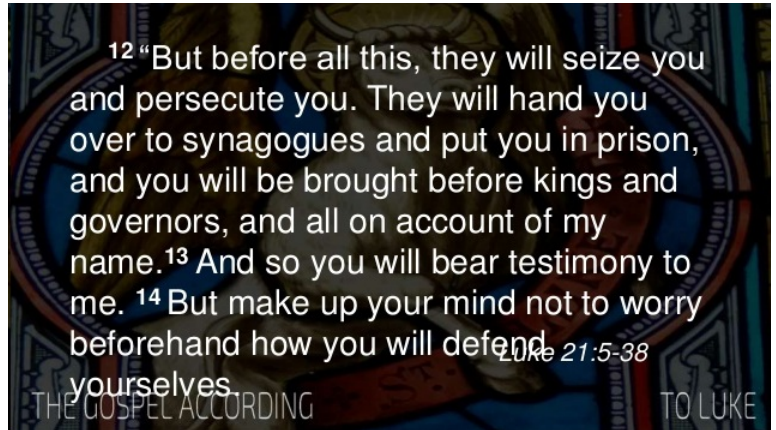 12 “But before all this, they will seize you
and persecute you. They will hand you
over to synagogues and put you in prison,
and you will be brought before kings and
governors, and all on account of my
name.13 And so you will bear testimony to
me. 14 But make up your mind not to worry
beforehand how you will defend
Luke 21:5-38
yourselves.
THE GOSPEL ACCORDING TO LUKE
ST.